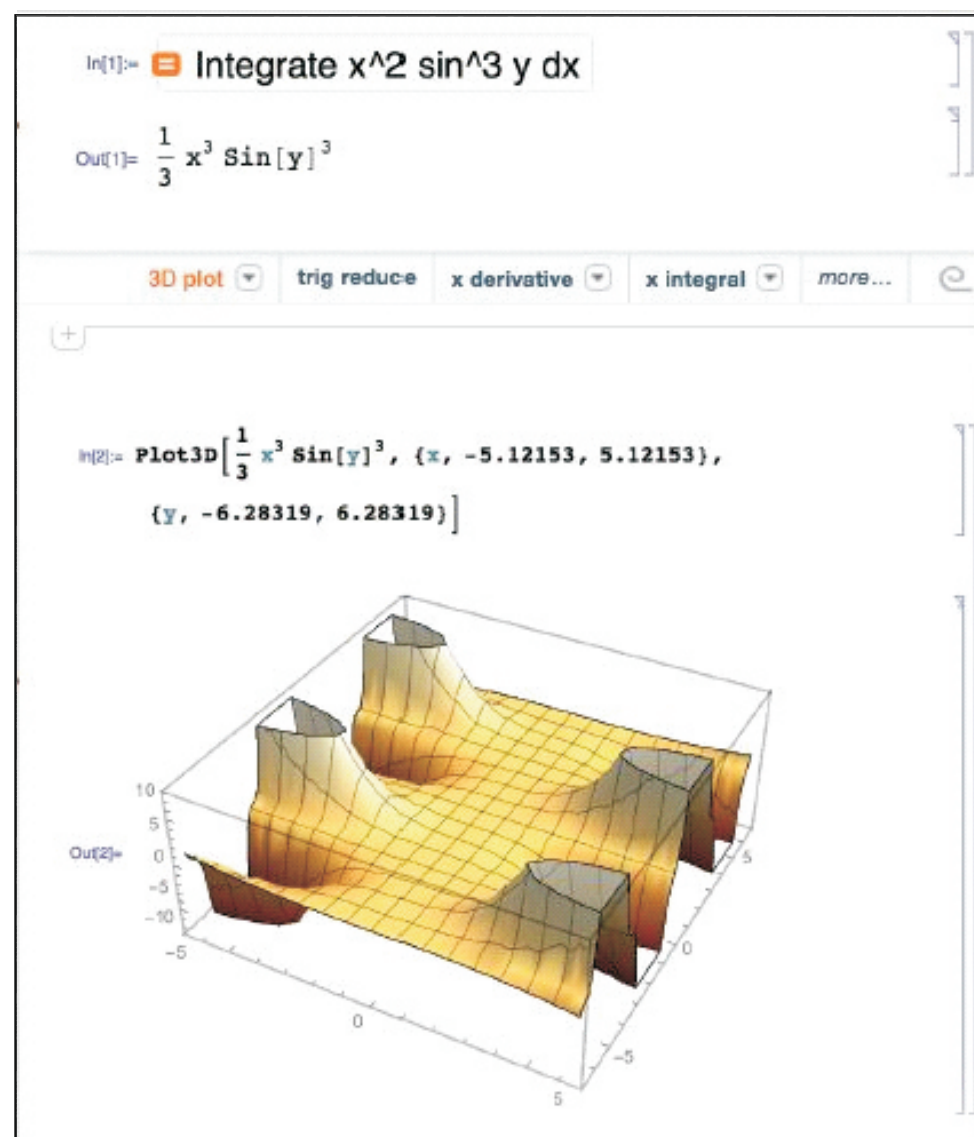 In[1]:= = Integrate x^2 sin^3 y dx
Out[1]= 1/3 x^3 Sin[y]^3
3D plot trig reduce x derivative x integral more...
+
In[2]:= Plot3D[1/3 x^3 Sin[y]^3, {x, -5.12153, 5.12153},
{y, -6.28319, 6.28319}]
Out[2]=
10
5
0
-5
-10
-5
0
5
-5
0
5